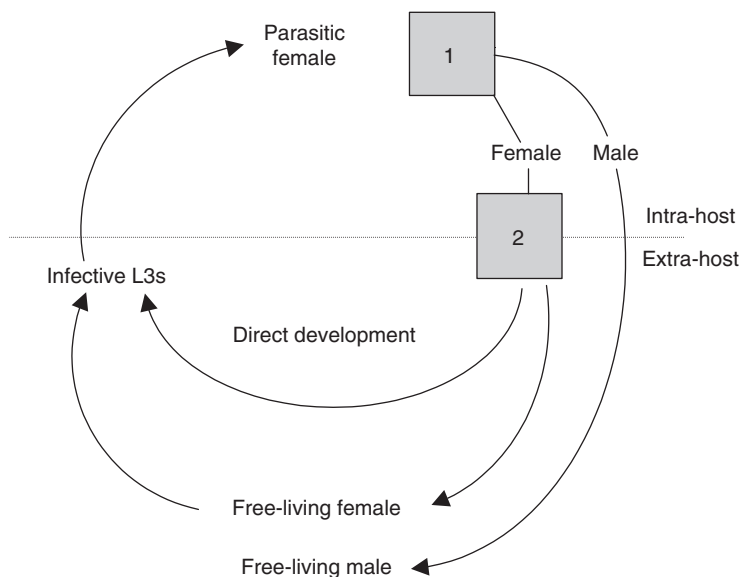 Parasitic
female
1
Female
Male
Intra-host
2
Extra-host
Infective L3s
Direct development
Free-living female
Free-living male